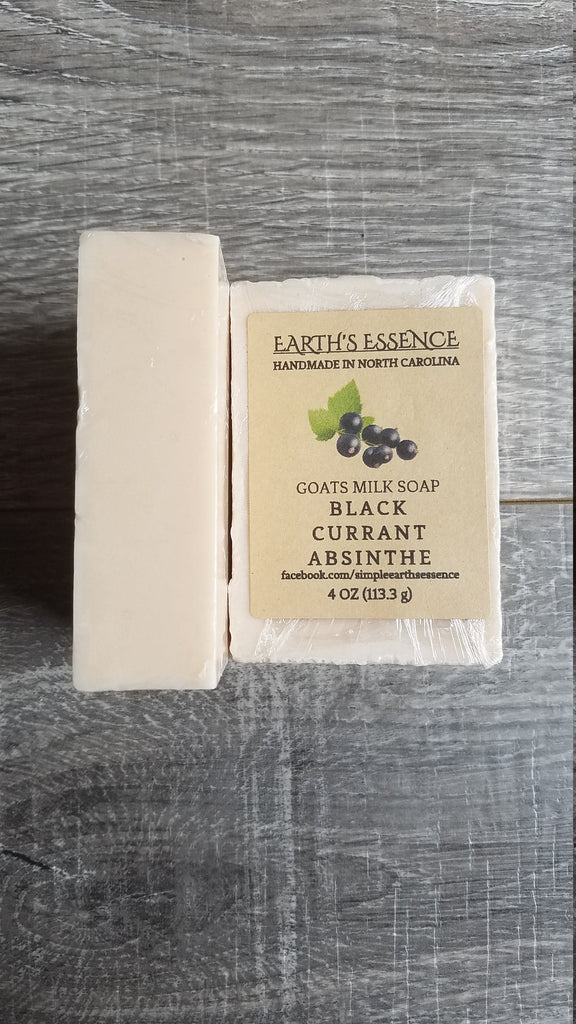 EARTH'S ESSENCE
HANDMADE IN NORTH CAROLINA
GOATS MILK SOAP
BLACK
CURRANT
ABSINTHE
facebook.com/simpleearthsessence
4 OZ (113.3 g)